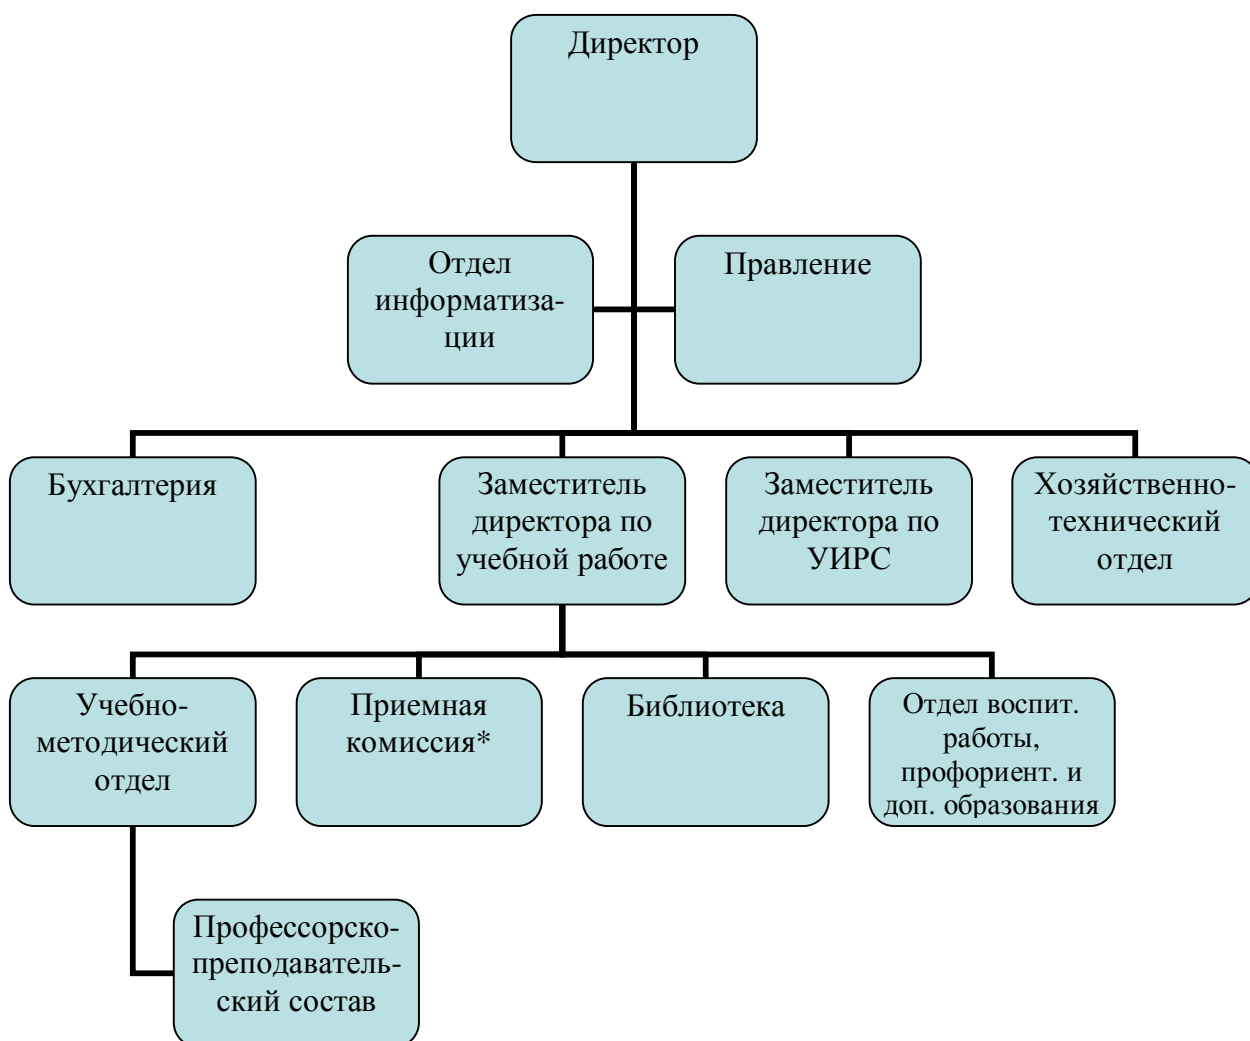 Директор
Отдел
информатиза-
ции
Правление
Бухгалтерия
Заместитель
директора по
учебной работе
Заместитель
директора по
УИРС
Хозяйственно-
технический
отдел
Учебно-
методический
отдел
Приемная
комиссия*
Библиотека
Отдел воспит.
работы,
профориент. и
доп. образования
Профессорско-
преподаватель-
ский состав